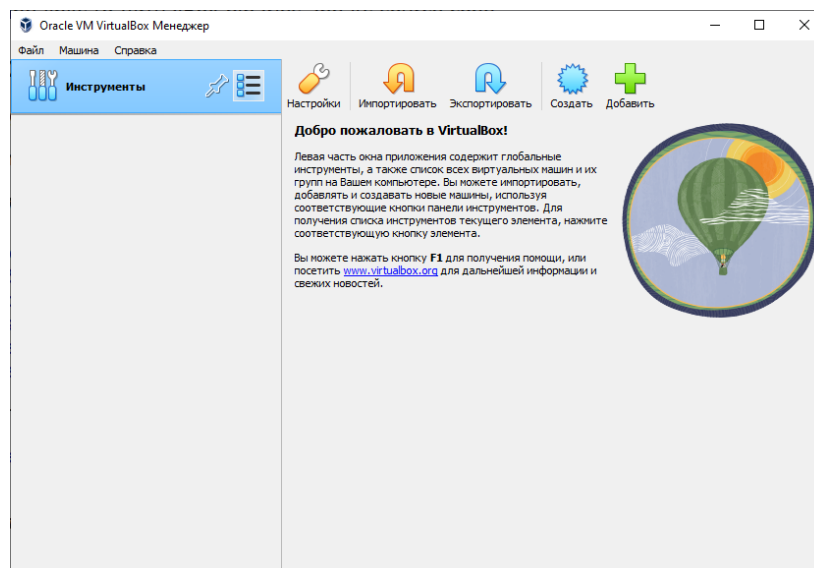 Oracle VM VirtualBox Менеджер
Файл Машина Справка
Инструменты
Настройки Импортировать Экспортировать Создать Добавить
Добро пожаловать в VirtualBox!
Левая часть окна приложения содержит глобальные
инструменты, а также список всех виртуальных машин и их
групп на Вашем компьютере. Вы можете импортировать,
добавлять и создавать новые машины, используя
соответствующие кнопки панели инструментов. Для
получения списка инструментов текущего элемента, нажмите
соответствующую кнопку элемента.
Вы можете нажать кнопку F1 для получения помощи, или
посетить www.virtualbox.org для дальнейшей информации и
свежих новостей.